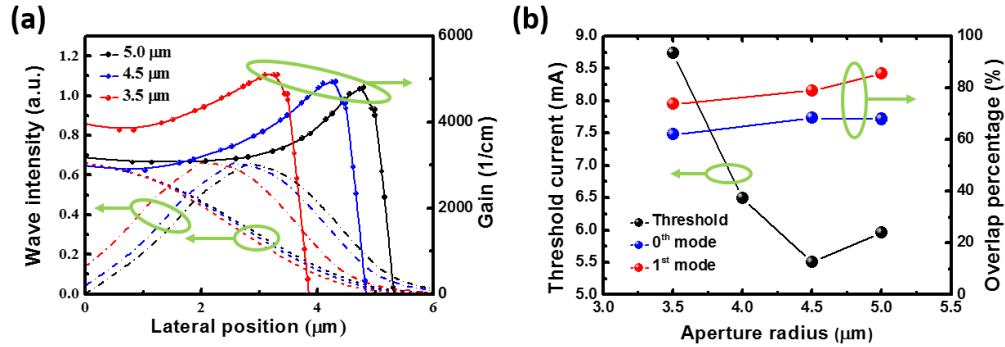 (a)
Wave intensity (a.u.)
1.2
1.0
0.8
0.6
0.4
0.2
0.0
5.0 μm
4.5 μm
3.5 μm
6000
4000
2000
0
Gain (1/cm)
0 2 4 6
Lateral position (μm)
(b)
Threshold current (mA)
9.0
8.5
8.0
7.5
7.0
6.5
6.0
5.5
5.0
Threshold
0th mode
1st mode
100
80
60
40
20
0
Overlap percentage (%)
3.0 3.5 4.0 4.5 5.0 5.5
Aperture radius (μm)